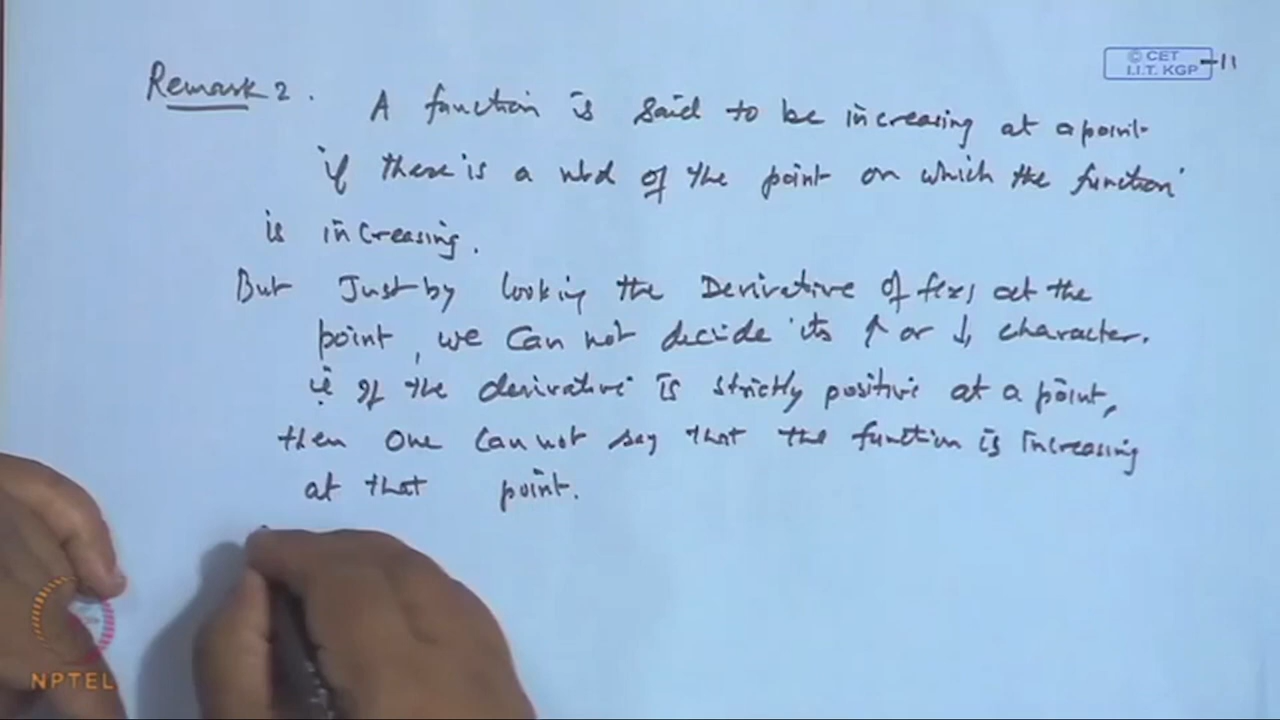 © CET
I.I.T. KGP
-11
Remark 2. A function is said to be increasing at a point
if there is a nbd of the point on which the function
is increasing.
But Just by looking the Derivative of f(x) at the
point, we can not decide its ↑ or ↓ character.
ie if the derivative is strictly positive at a point,
then one can not say that the function is increasing
at that point.
NPTEL